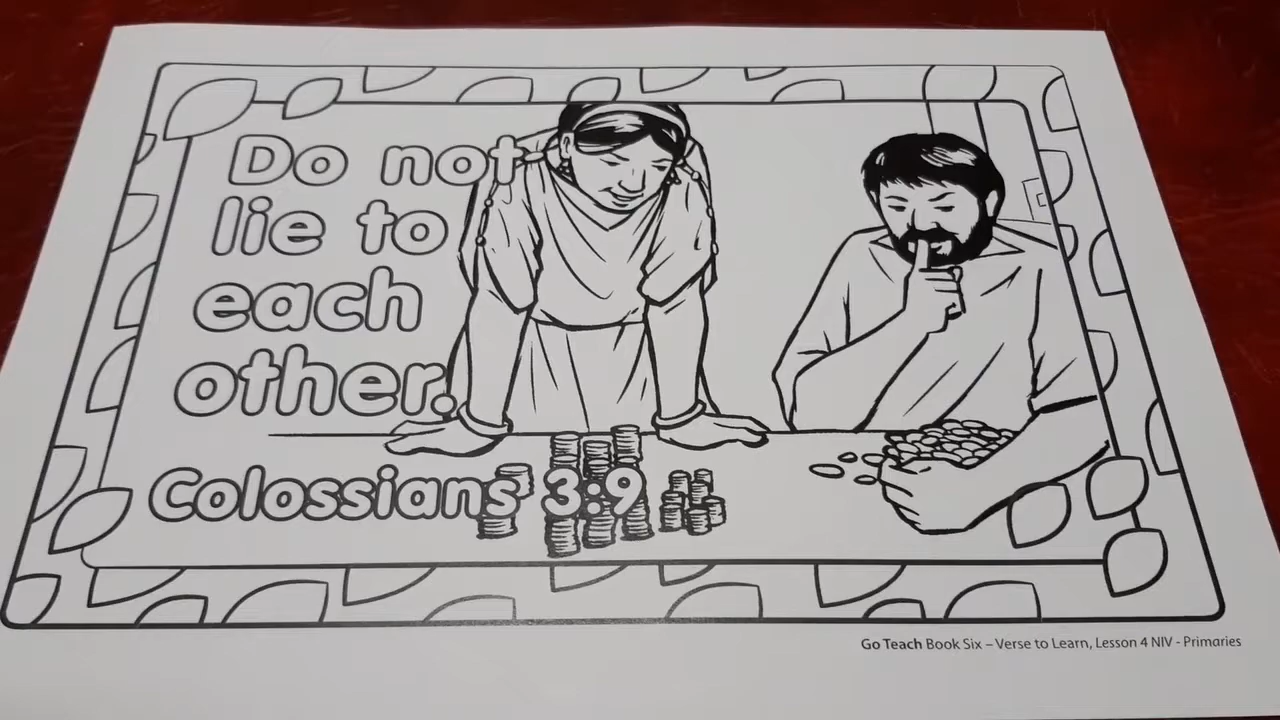 Do not
lie to
each
other.
Colossians 3:9
Go Teach Book Six – Verse to Learn, Lesson 4 NIV - Primaries